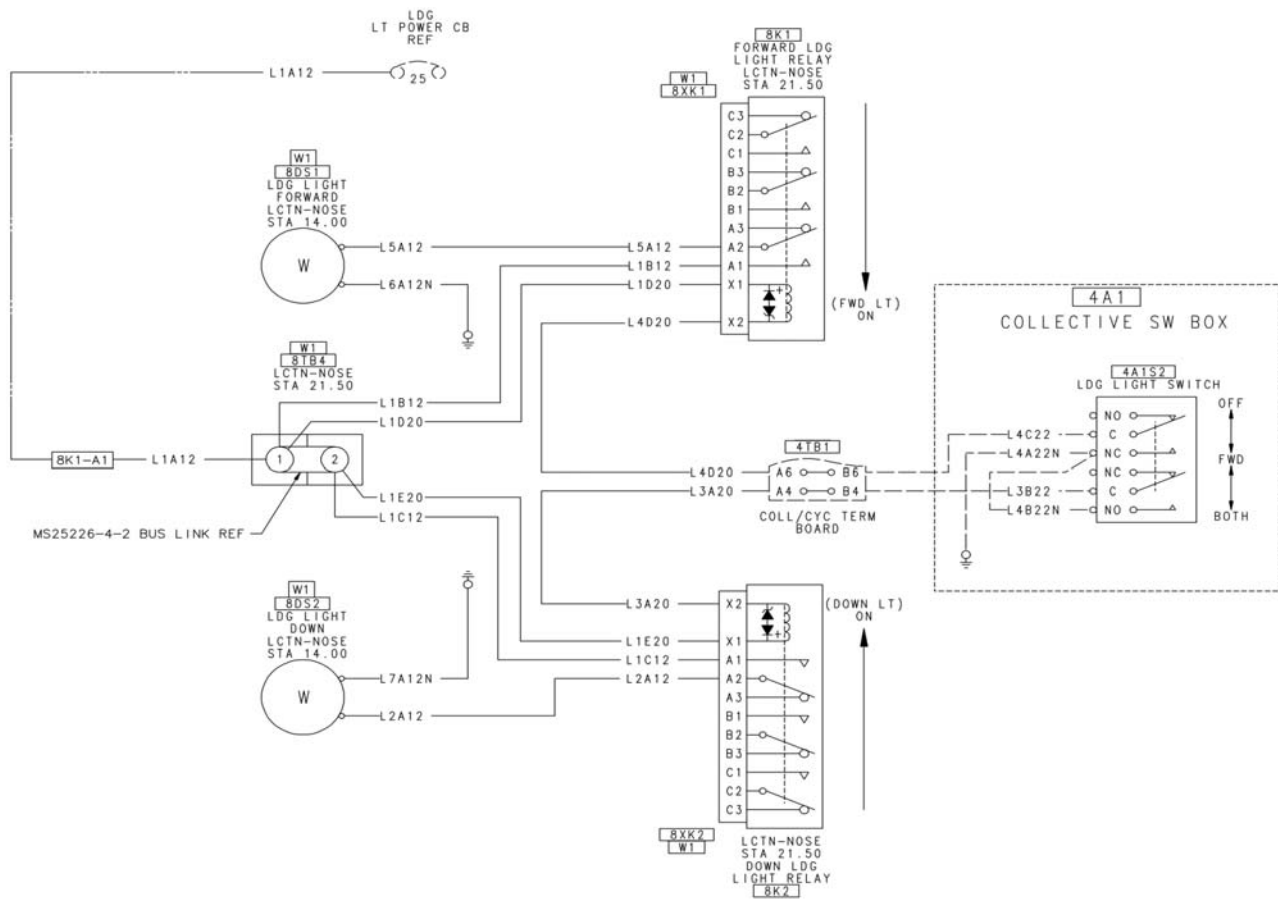 LDG
LT POWER CB
REF
L1A12
25
8K1
FORWARD LDG
LIGHT RELAY
LCTN-NOSE
STA 21.50
W1
8XK1
C3
C2
C1
B3
B2
B1
A3
A2
A1
X1
X2
(FWD LT)
ON
W1
8DS1
LDG LIGHT
FORWARD
LCTN-NOSE
STA 14.00
W
L5A12
L5A12
L6A12N
L1B12
L1D20
L4D20
W1
8TB4
LCTN-NOSE
STA 21.50
L1B12
L1D20
8K1-A1
L1A12
1
2
L1E20
L1C12
MS25226-4-2 BUS LINK REF
4A1
COLLECTIVE SW BOX
4A1S2
LDG LIGHT SWITCH
NO
C
NC
NC
C
NO
OFF
FWD
BOTH
L4C22
L4A22N
L3B22
L4B22N
4TB1
L4D20
A6
B6
L3A20
A4
B4
COLL/CYC TERM
BOARD
W1
8DS2
LDG LIGHT
DOWN
LCTN-NOSE
STA 14.00
W
L7A12N
L2A12
L3A20
L1E20
L1C12
L2A12
X2
X1
A1
A2
A3
B1
B2
B3
C1
C2
C3
(DOWN LT)
ON
8XK2
W1
LCTN-NOSE
STA 21.50
DOWN LDG
LIGHT RELAY
8K2